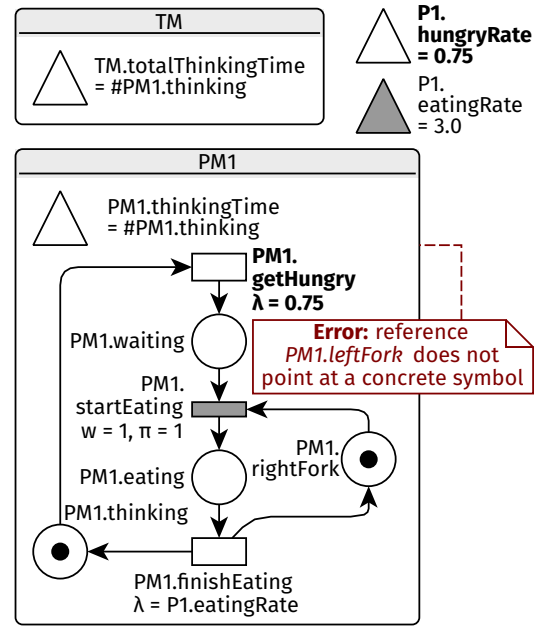 TM
TM.totalThinkingTime
= #PM1.thinking
P1.
hungryRate
= 0.75
P1.
eatingRate
= 3.0
PM1
PM1.thinkingTime
= #PM1.thinking
PM1.
getHungry
λ = 0.75
Error: reference
PM1.leftFork does not
point at a concrete symbol
PM1.waiting
PM1.
startEating
w = 1, π = 1
PM1.
rightFork
PM1.eating
PM1.thinking
PM1.finishEating
λ = P1.eatingRate